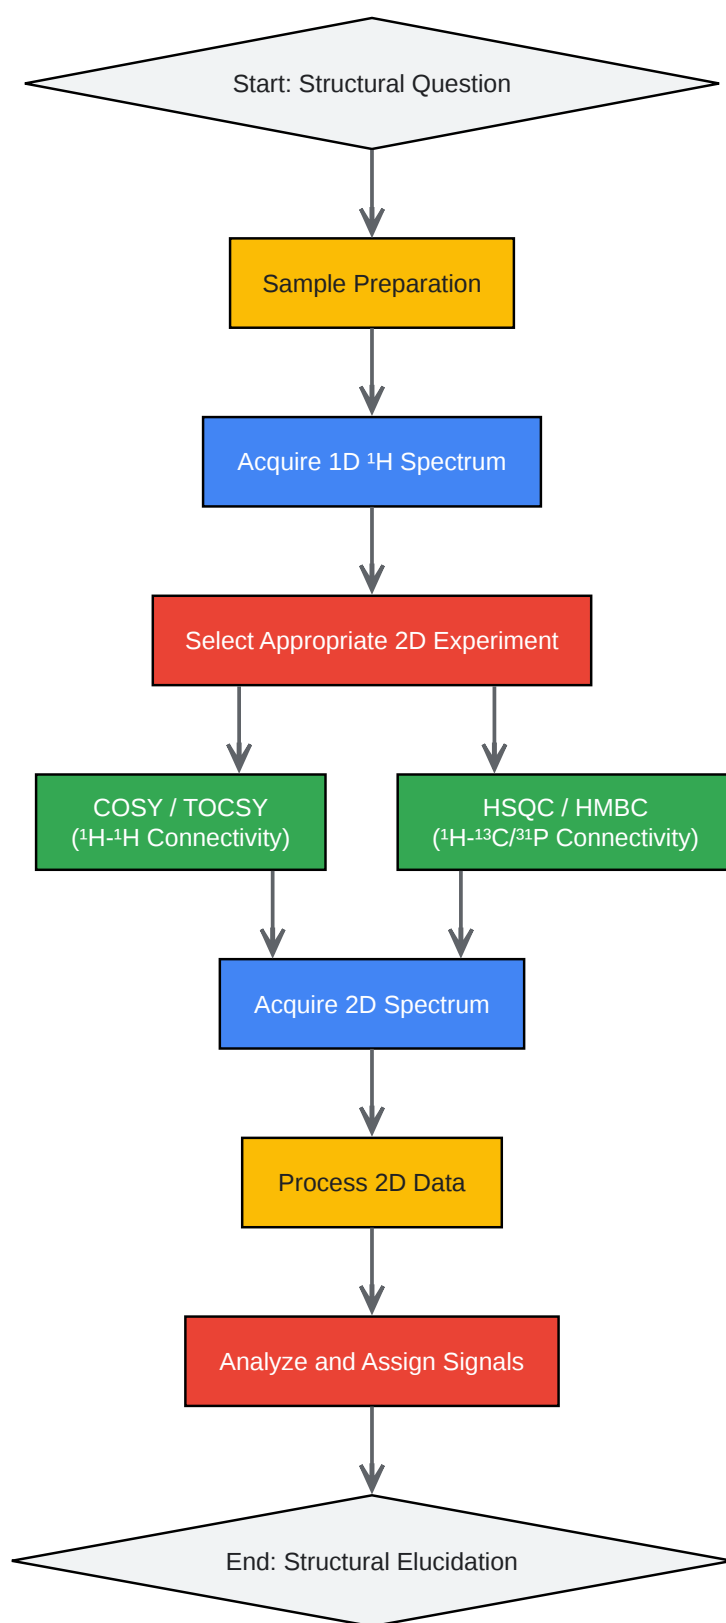 Start: Structural Question
Sample Preparation
Acquire 1D ¹H Spectrum
Select Appropriate 2D Experiment
COSY / TOCSY
(¹H-¹H Connectivity)
HSQC / HMBC
(¹H-¹³C/³¹P Connectivity)
Acquire 2D Spectrum
Process 2D Data
Analyze and Assign Signals
End: Structural Elucidation